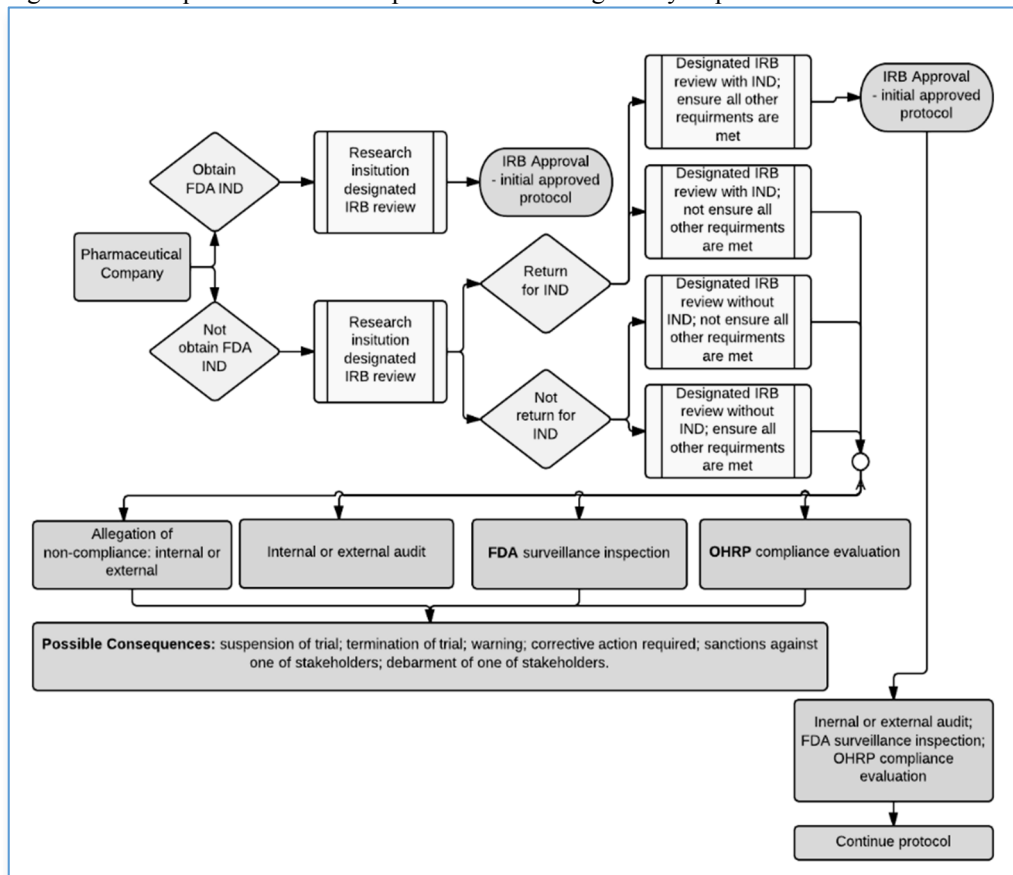 Designated IRB
review with IND;
ensure all other
requirments are
met
IRB Approval
- initial approved
protocol
Obtain
FDA IND
Research
insitution
designated
IRB review
IRB Approval
- initial approved
protocol
Designated IRB
review with IND;
not ensure all
other requirments
are met
Pharmaceutical
Company
Return
for IND
Not
obtain FDA
IND
Research
insitution
designated
IRB review
Designated IRB
review without
IND; not ensure all
other requirments
are met
Not
return for
IND
Designated IRB
review without
IND; ensure all
other requirments
are met
Allegation of
non-compliance: internal or
external
Internal or external audit
FDA surveillance inspection
OHRP compliance evaluation
Possible Consequences: suspension of trial; termination of trial; warning; corrective action required; sanctions against
one of stakeholders; debarment of one of stakeholders.
Inernal or external audit;
FDA surveillance inspection;
OHRP compliance
evaluation
Continue protocol